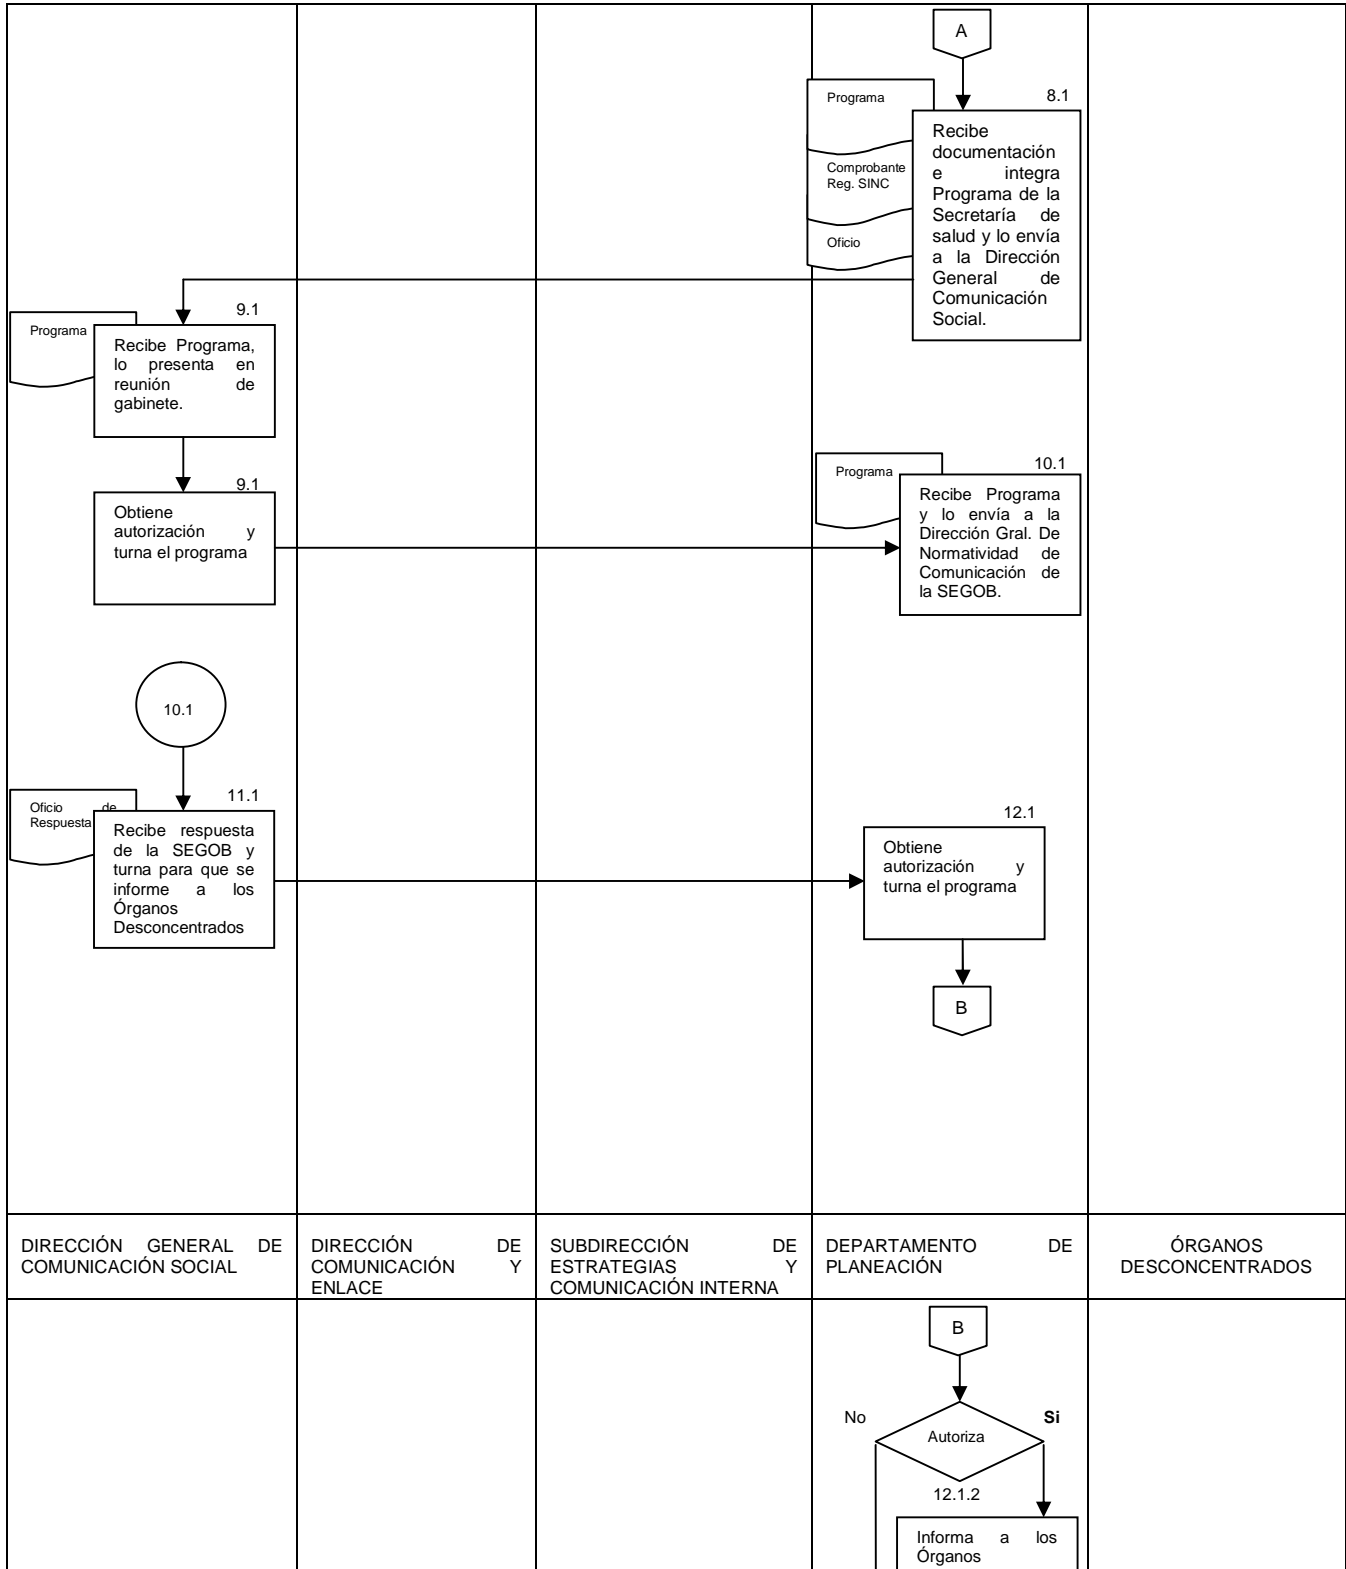 A
8.1
Programa
Comprobante
Reg. SINC
Oficio
Recibe
documentación
e integra
Programa de la
Secretaría de
salud y lo envía
a la Dirección
General de
Comunicación
Social.
9.1
Programa
Recibe Programa,
lo presenta en
reunión de
gabinete.
9.1
Obtiene
autorización y
turna el programa
10.1
Programa
Recibe Programa
y lo envía a la
Dirección Gral. De
Normatividad de
Comunicación de
la SEGOB.
10.1
11.1
Oficio de
Respuesta
Recibe respuesta
de la SEGOB y
turna para que se
informe a los
Órganos
Desconcentrados
12.1
Obtiene
autorización y
turna el programa
B
DIRECCIÓN GENERAL DE
COMUNICACIÓN SOCIAL
DIRECCIÓN DE
COMUNICACIÓN Y
ENLACE
SUBDIRECCIÓN DE
ESTRATEGIAS Y
COMUNICACIÓN INTERNA
DEPARTAMENTO DE
PLANEACIÓN
ÓRGANOS
DESCONCENTRADOS
B
No
Si
Autoriza
12.1.2
Informa a los
Órganos